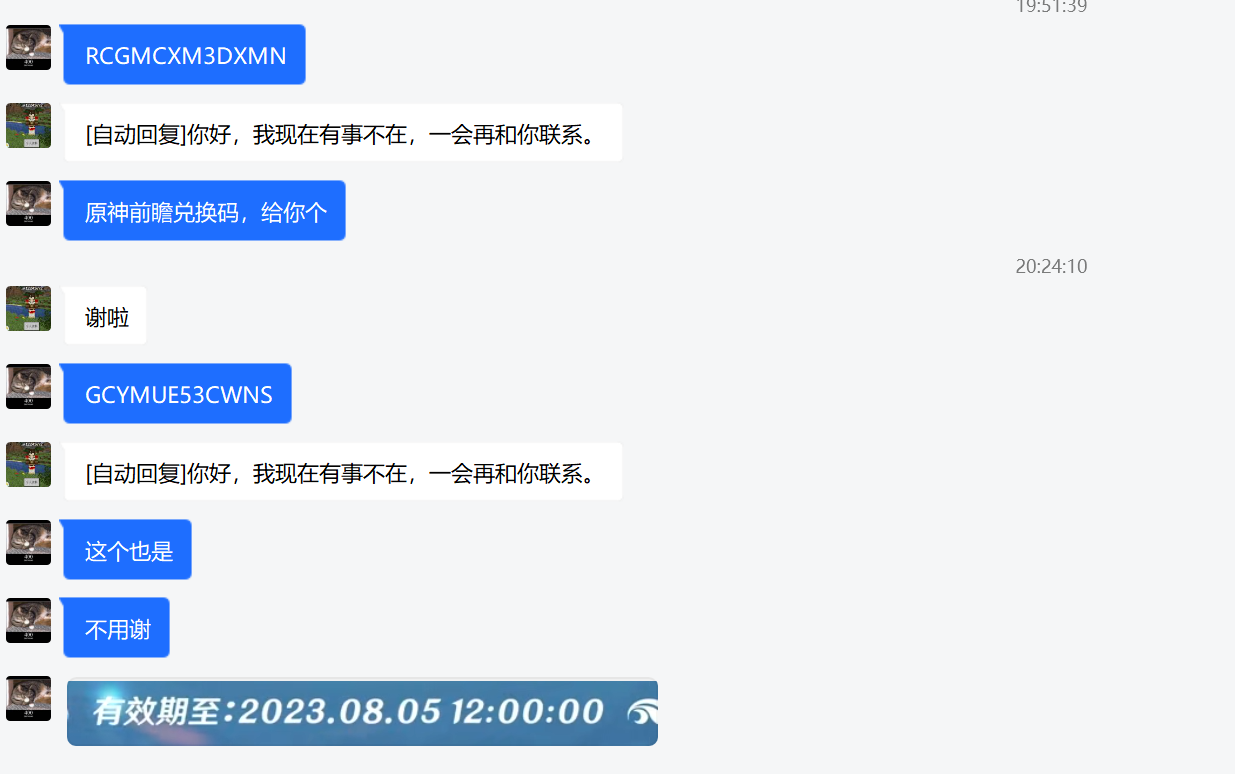 19:51:39
RCGMCXM3DXMN
[自动回复]你好，我现在有事不在，一会再和你联系。
原神前瞻兑换码，给你个
20:24:10
谢啦
GCYMUE53CWNS
[自动回复]你好，我现在有事不在，一会再和你联系。
这个也是
不用谢
有效期至：2023.08.05 12:00:00